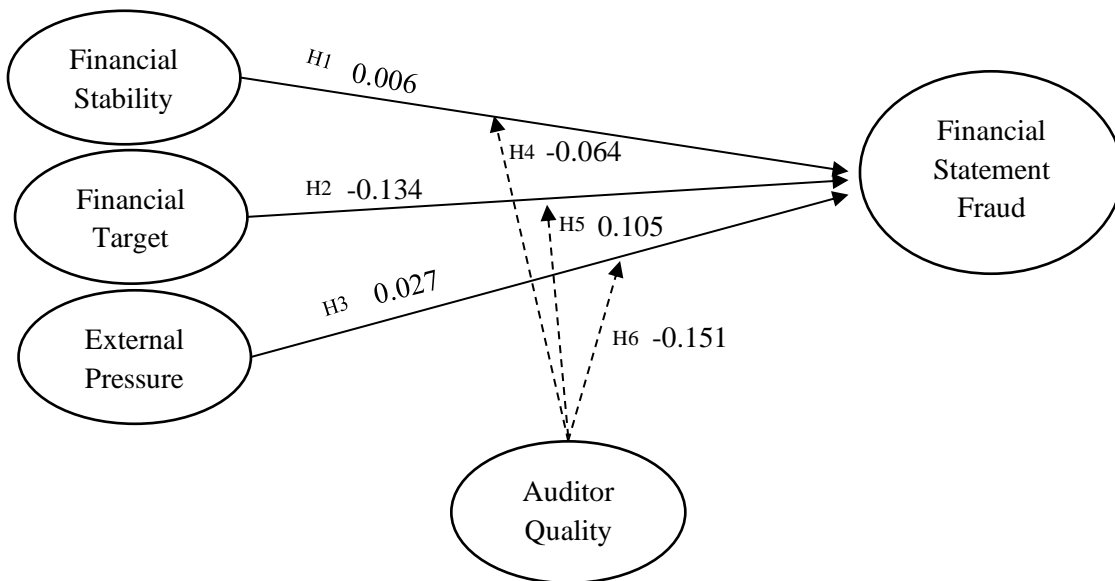 Financial
Stability
H1 0.006
Financial
Statement
Fraud
H4 -0.064
Financial
Target
H2 -0.134
H5 0.105
External
Pressure
H3 0.027
H6 -0.151
Auditor
Quality